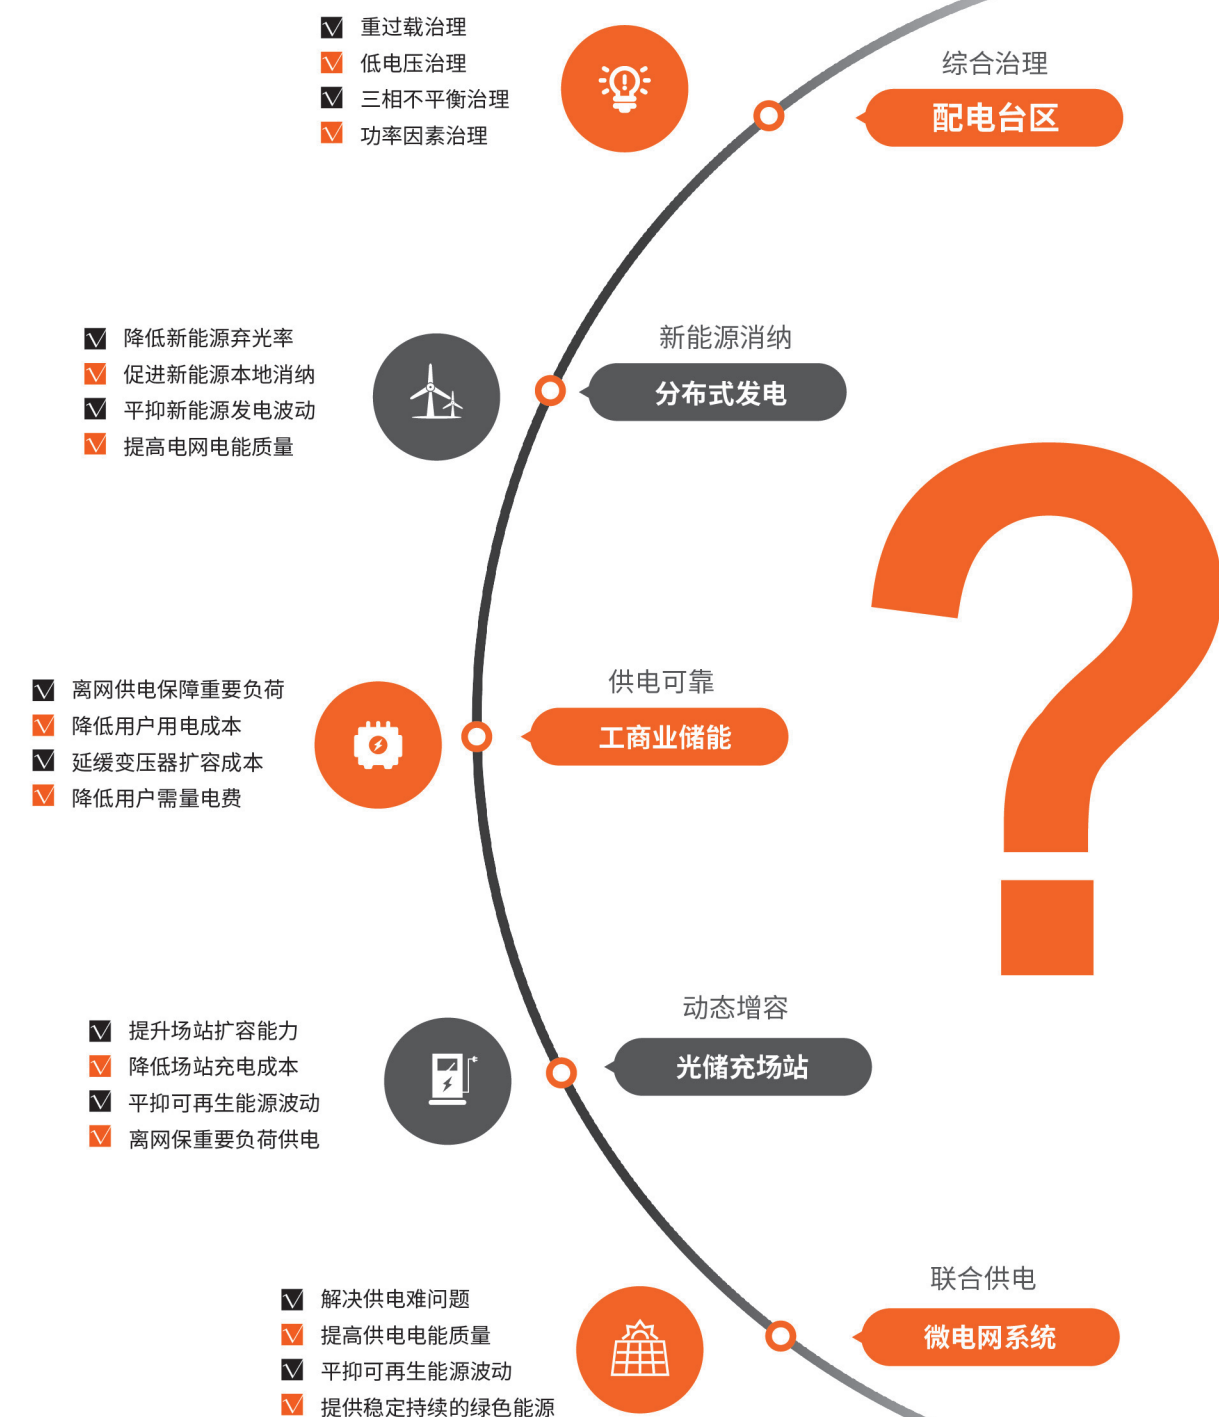 重过载治理
低电压治理
三相不平衡治理
功率因素治理
综合治理
配电台区
降低新能源弃光率
促进新能源本地消纳
平抑新能源发电波动
提高电网电能质量
新能源消纳
分布式发电
?
离网供电保障重要负荷
降低用户用电成本
延缓变压器扩容成本
降低用户需量电费
供电可靠
工商业储能
提升场站扩容能力
降低场站充电成本
平抑可再生能源波动
离网保重要负荷供电
动态增容
光储充场站
解决供电难问题
提高供电电能质量
平抑可再生能源波动
提供稳定持续的绿色能源
联合供电
微电网系统